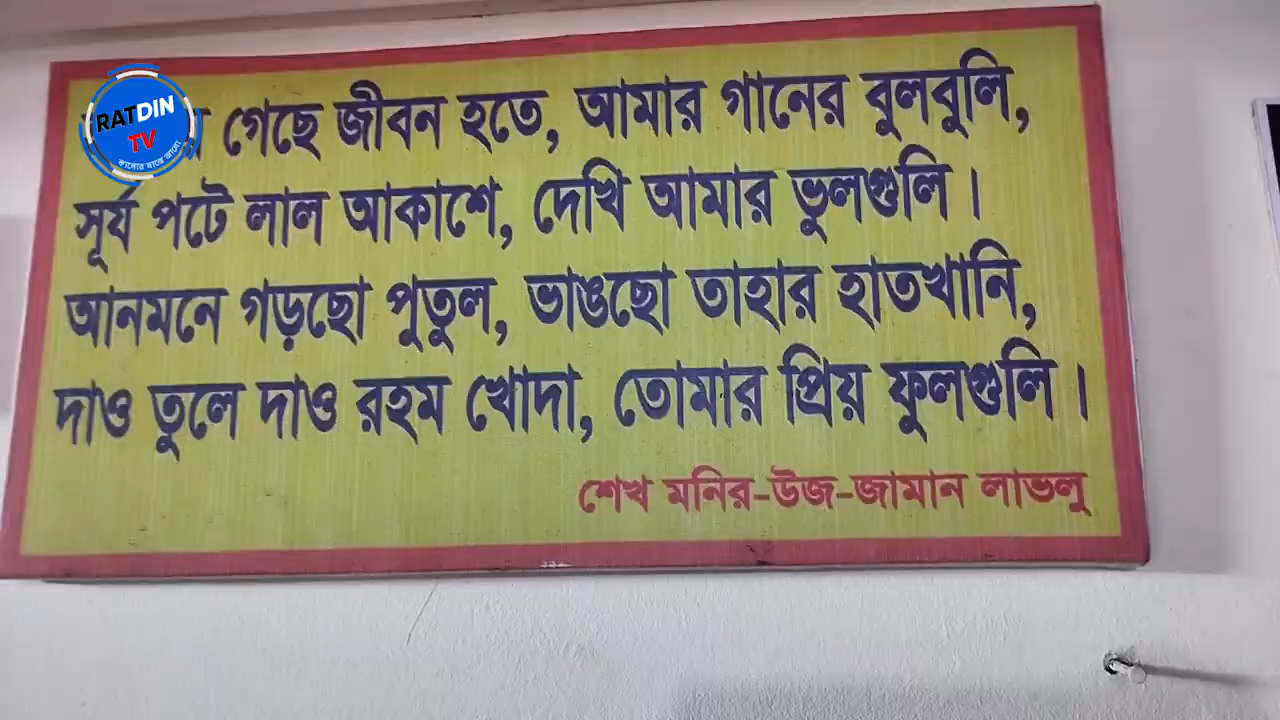 RATDIN
TV
গেছে জীবন হতে, আমার গানের বুলবুলি,
সূর্য পটে লাল আকাশে, দেখি আমার ভুলগুলি।
আনমনে গড়ছো পুতুল, ভাঙছো তাহার হাতখানি,
দাও তুলে দাও রহম খোদা, তোমার প্রিয় ফুলগুলি।
শেখ মনির-উজ-জামান লাভলু